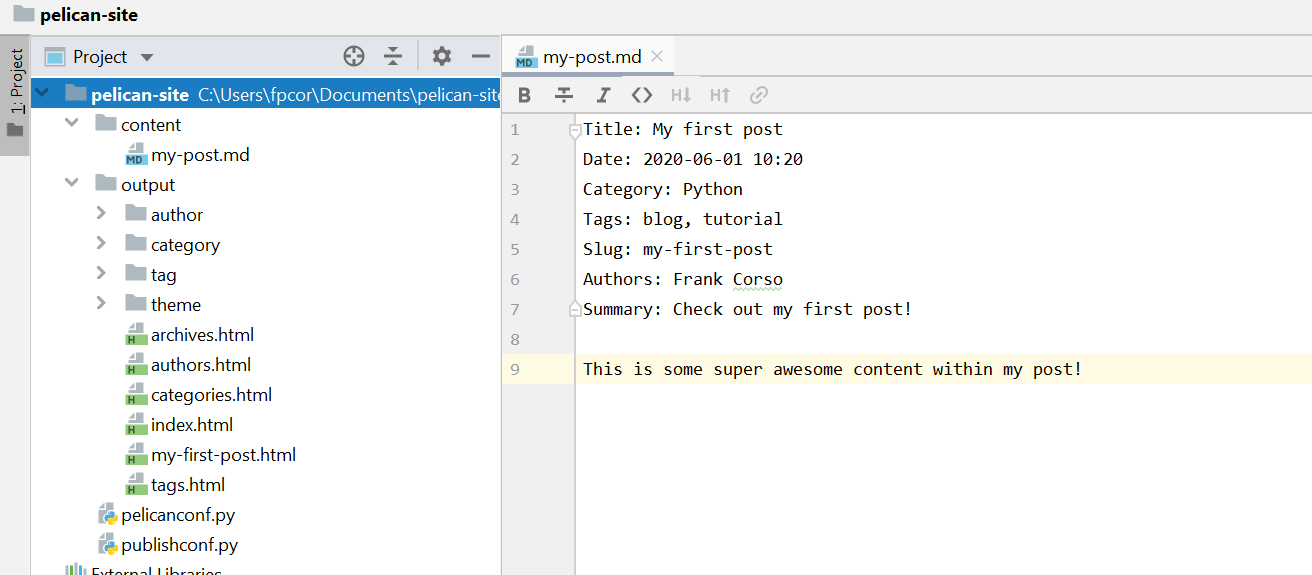 pelican-site
1: Project
Project
pelican-site C:\Users\fpcor\Documents\pelican-site
content
MD my-post.md
output
author
category
tag
theme
H archives.html
H authors.html
H categories.html
H index.html
H my-first-post.html
H tags.html
pelicanconf.py
publishconf.py
External Libraries
MD my-post.md
B I <> H↓ H↑
1 Title: My first post
2 Date: 2020-06-01 10:20
3 Category: Python
4 Tags: blog, tutorial
5 Slug: my-first-post
6 Authors: Frank Corso
7 Summary: Check out my first post!
8
9 This is some super awesome content within my post!